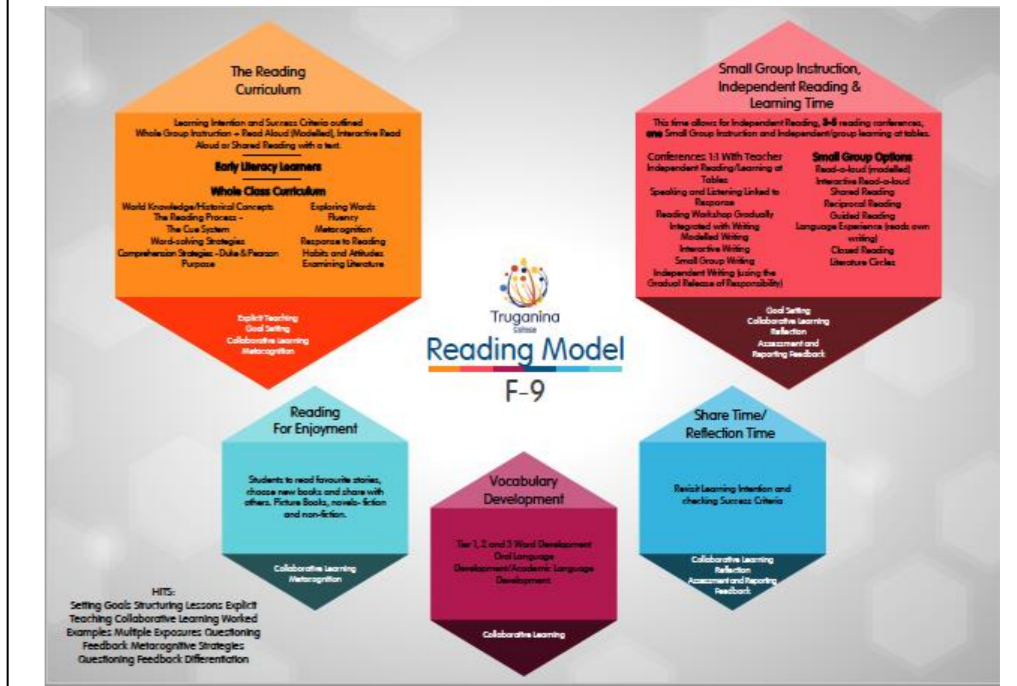 The Reading
Curriculum
Learning Intention and Success Criteria outlined
Whole Group Instruction + Read Aloud (Modelled), Interactive Read
Aloud or Shared Reading with a text.
Early Literacy Learners
Whole Class Curriculum
World Knowledge/Historical Concepts
The Reading Process -
The Cue System
Word-solving Strategies
Comprehension Strategies - Duke & Pearson
Purpose
Exploring Words
Fluency
Metacognition
Response to Reading
Habits and Attitudes
Examining Literature
Explicit Teaching
Goal Setting
Collaborative Learning
Metacognition
Small Group Instruction,
Independent Reading &
Learning Time
This time allows for Independent Reading, 3-5 reading conferences,
one Small Group Instruction and Independent/group learning at tables.
Conferences 1:1 With Teacher
Independent Reading/Learning at
Tables
Speaking and Listening Linked to
Response
Reading Workshop Gradually
Integrated with Writing
Modelled Writing
Interactive Writing
Small Group Writing
Independent Writing (using the
Gradual Release of Responsibility)
Small Group Options
Read-a-loud (modelled)
Interactive Read-a-loud
Shared Reading
Reciprocal Reading
Guided Reading
Language Experience (reads own
writing)
Closed Reading
Literature Circles
Goal Setting
Collaborative Learning
Reflection
Assessment and
Reporting Feedback
Truganina
College
Reading Model
F-9
Reading
For Enjoyment
Students to read favourite stories,
choose new books and share with
others. Picture Books, novels- fiction
and non-fiction.
Collaborative Learning
Metacognition
Vocabulary
Development
Tier 1, 2 and 3 Word Development
Oral Language
Development/Academic Language
Development
Collaborative Learning
Share Time/
Reflection Time
Revisit Learning Intention and
checking Success Criteria
Collaborative Learning
Reflection
Assessment and Reporting
Feedback
HITS:
Setting Goals Structuring Lessons Explicit
Teaching Collaborative Learning Worked
Examples Multiple Exposures Questioning
Feedback Metacognitive Strategies
Questioning Feedback Differentiation